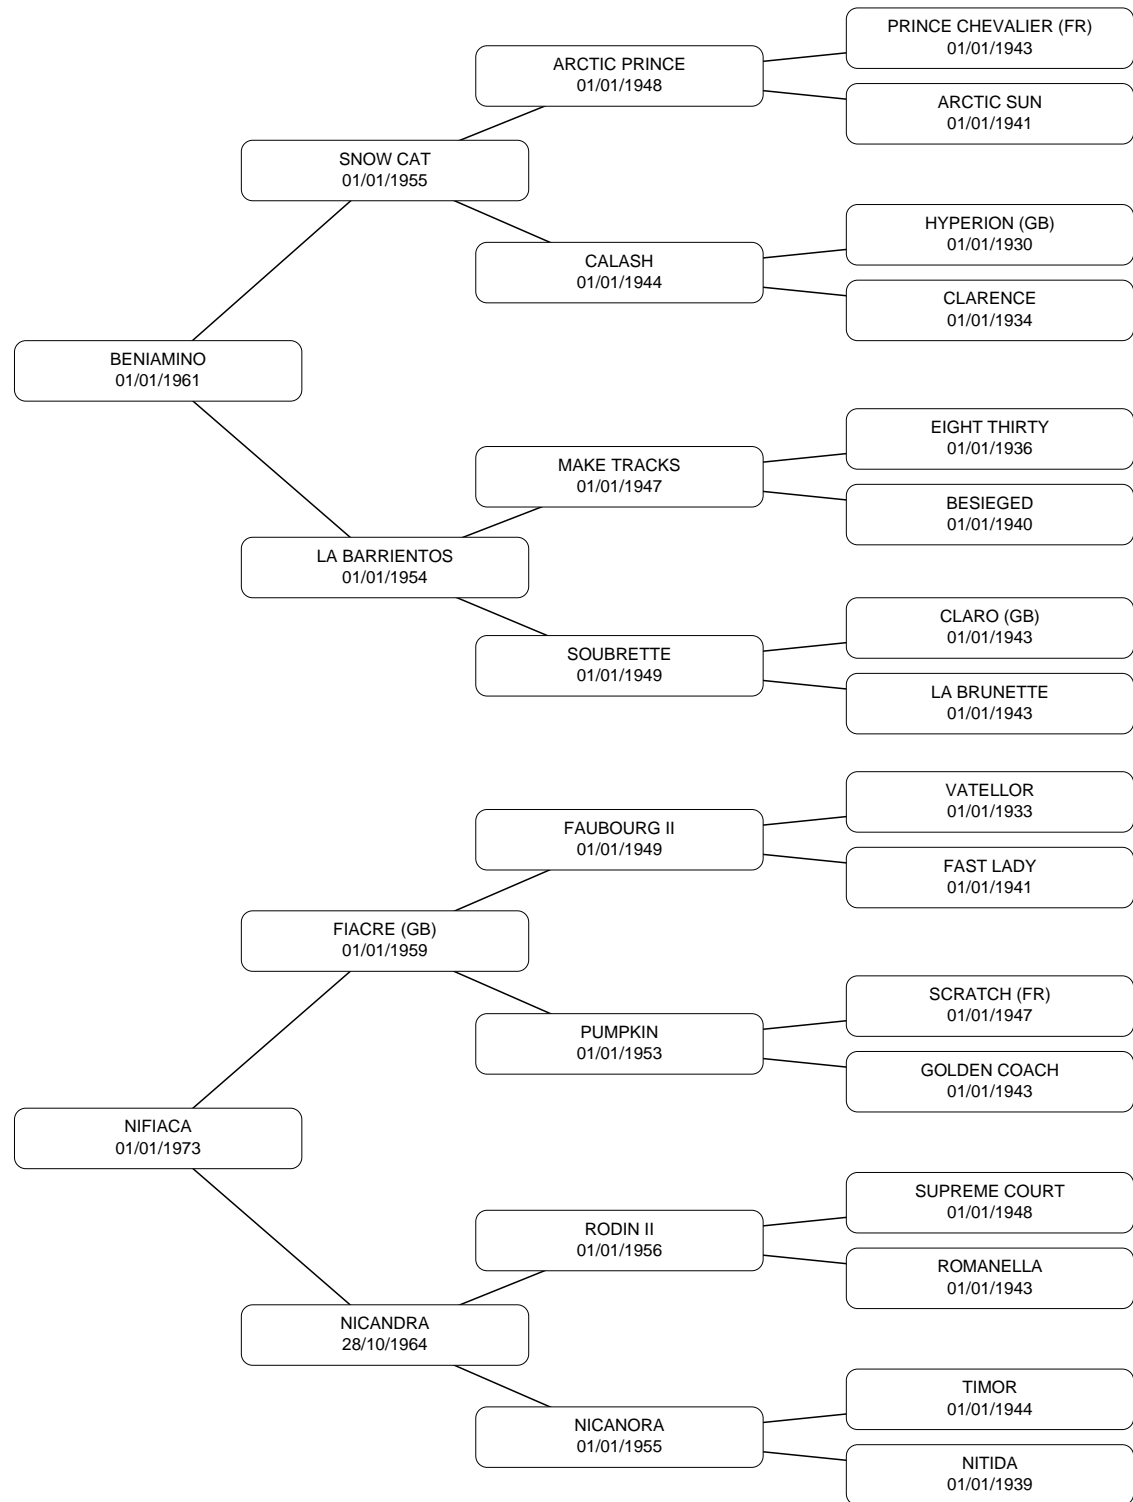 PRINCE CHEVALIER (FR)
01/01/1943
ARCTIC PRINCE
01/01/1948
ARCTIC SUN
01/01/1941
SNOW CAT
01/01/1955
HYPERION (GB)
01/01/1930
CALASH
01/01/1944
CLARENCE
01/01/1934
BENIAMINO
01/01/1961
EIGHT THIRTY
01/01/1936
MAKE TRACKS
01/01/1947
BESIEGED
01/01/1940
LA BARRIENTOS
01/01/1954
CLARO (GB)
01/01/1943
SOUBRETTE
01/01/1949
LA BRUNETTE
01/01/1943
VATELLOR
01/01/1933
FAUBOURG II
01/01/1949
FAST LADY
01/01/1941
FIACRE (GB)
01/01/1959
SCRATCH (FR)
01/01/1947
PUMPKIN
01/01/1953
GOLDEN COACH
01/01/1943
NIFIACA
01/01/1973
SUPREME COURT
01/01/1948
RODIN II
01/01/1956
ROMANELLA
01/01/1943
NICANDRA
28/10/1964
TIMOR
01/01/1944
NICANORA
01/01/1955
NITIDA
01/01/1939